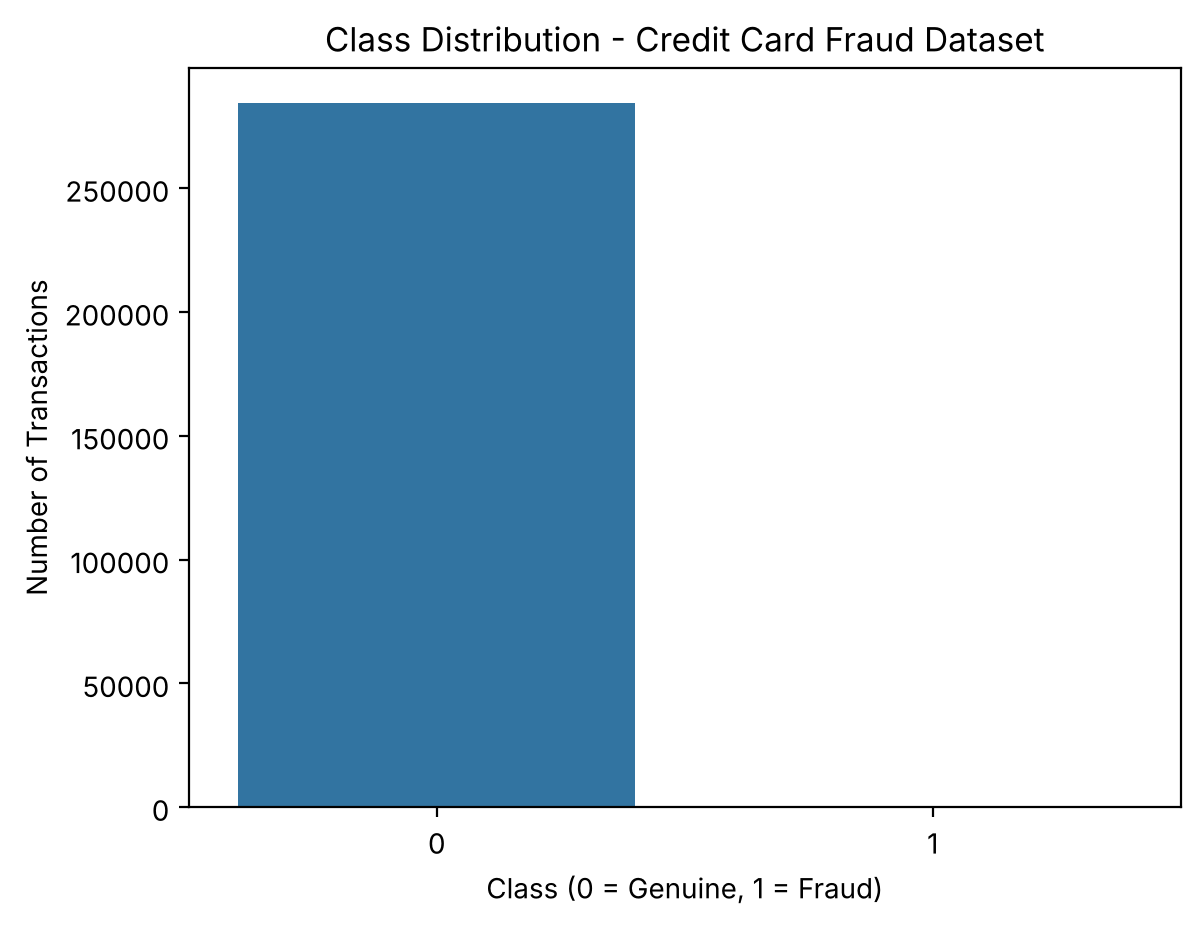 Class Distribution - Credit Card Fraud Dataset
Number of Transactions
250000
200000
150000
100000
50000
0
0 1
Class (0 = Genuine, 1 = Fraud)